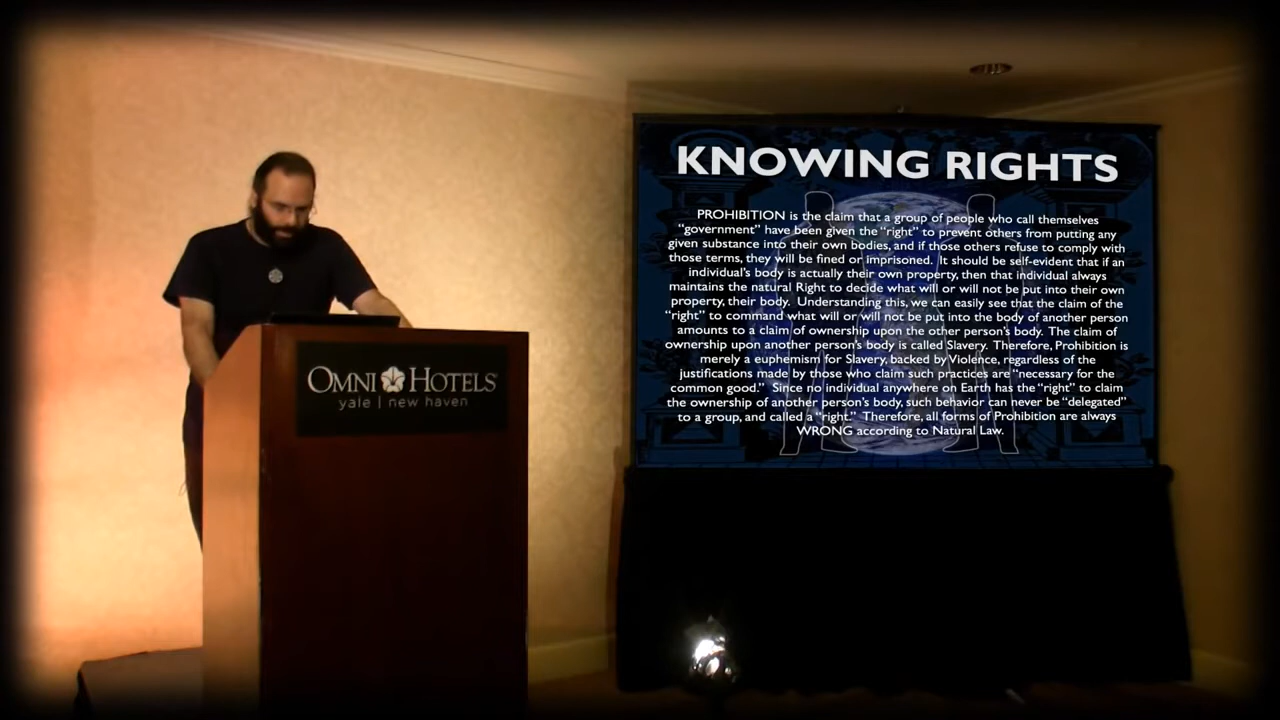 KNOWING RIGHTS
PROHIBITION is the claim that a group of people who call themselves
“government” have been given the “right” to prevent others from putting any
given substance into their own bodies, and if those others refuse to comply with
those terms, they will be fined or imprisoned. It should be self-evident that if an
individual’s body is actually their own property, then that individual always
maintains the natural Right to decide what will or will not be put into their own
property, their body. Understanding this, we can easily see that the claim of the
“right” to command what will or will not be put into the body of another person
amounts to a claim of ownership upon the other person’s body. The claim of
ownership upon another person’s body is called Slavery. Therefore, Prohibition is
merely a euphemism for Slavery, backed by Violence, regardless of the
justifications made by those who claim such practices are “necessary for the
common good.” Since no individual anywhere on Earth has the “right” to claim
the ownership of another person’s body, such behavior can never be “delegated”
to a group, and called a “right.” Therefore, all forms of Prohibition are always
WRONG according to Natural Law.
OMNI HOTELS
yale | new haven